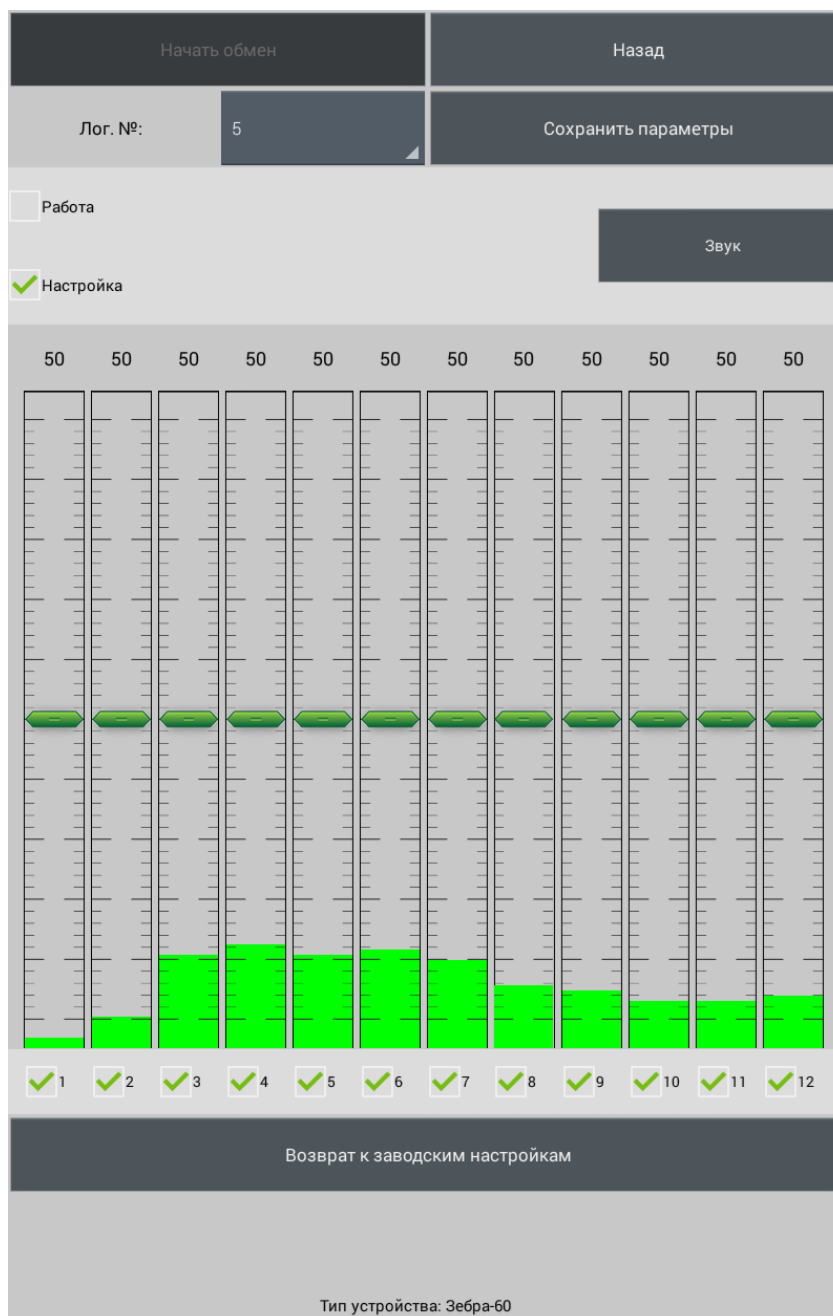 Начать обмен
Назад
Лог. №:
5
Сохранить параметры
Работа
Звук
Настройка
50 50 50 50 50 50 50 50 50 50 50 50
1 2 3 4 5 6 7 8 9 10 11 12
Возврат к заводским настройкам
Тип устройства: Зебра-60